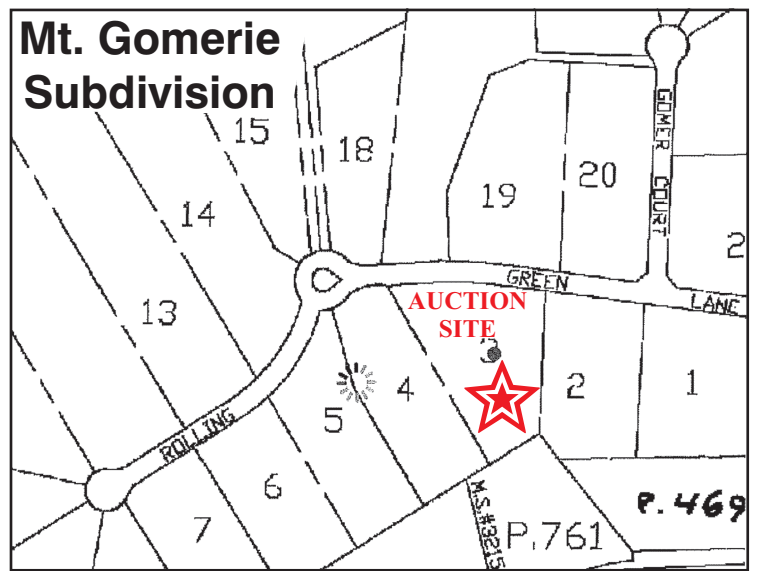 Mt. Gomerie
Subdivision
15
18
19
20
GOMER COURT
14
2
13
GREEN
LANE
AUCTION
SITE
3
2
1
4
5
ROLLING
6
7
M.S.#3215
P.761
P. 469